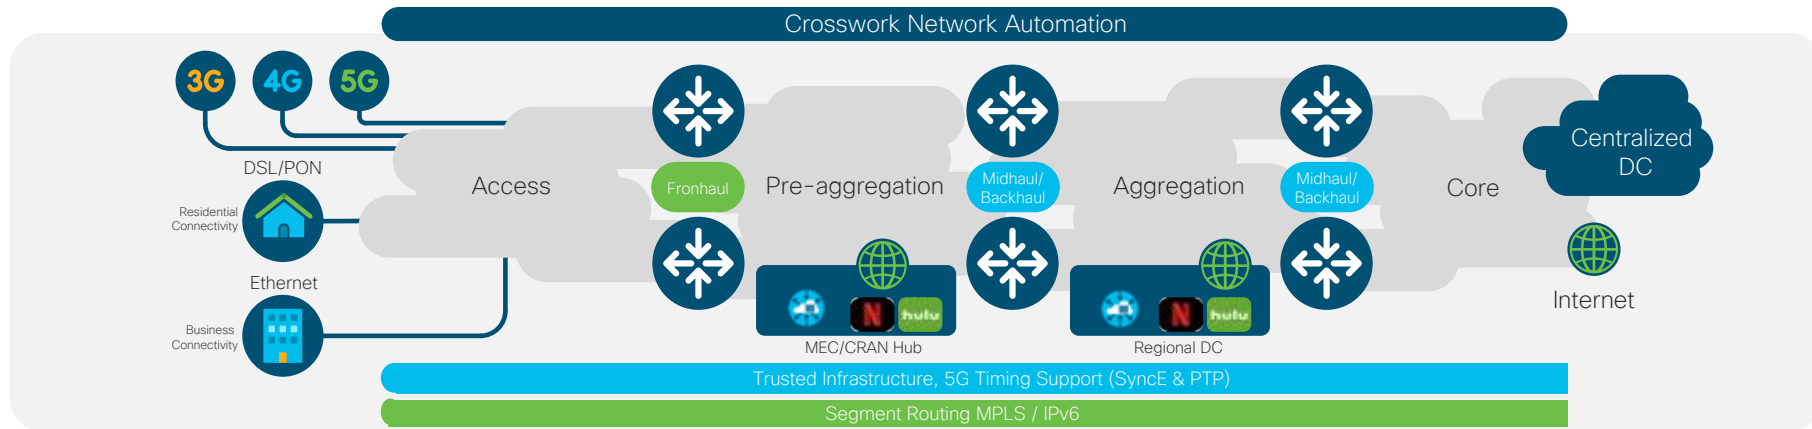 Crosswork Network Automation
3G
4G
5G
DSL/PON
Residential
Connectivity
Ethernet
Business
Connectivity
Access
Fronhaul
Pre-aggregation
Midhaul/
Backhaul
Aggregation
Midhaul/
Backhaul
Core
Centralized
DC
Internet
N
hulu
MEC/CRAN Hub
N
hulu
Regional DC
Trusted Infrastructure, 5G Timing Support (SyncE & PTP)
Segment Routing MPLS / IPv6